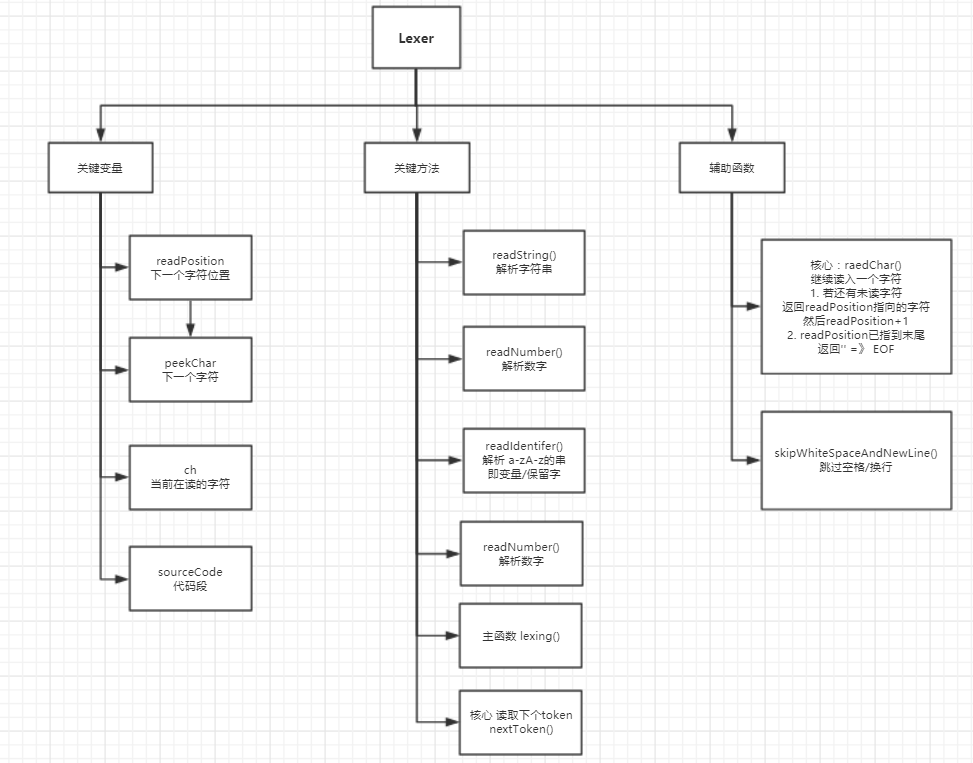 Lexer
关键变量
readPosition
下一个字符位置
peekChar
下一个字符
ch
当前在读的字符
sourceCode
代码段
关键方法
readString()
解析字符串
readNumber()
解析数字
readIdentifer()
解析 a-zA-z的串
即变量/保留字
readNumber()
解析数字
主函数 lexing()
核心 读取下个token
nextToken()
辅助函数
核心：raedChar()
继续读入一个字符
1. 若还有未读字符
返回readPosition指向的字符
然后readPosition+1
2. readPosition已指到末尾
返回'' =》 EOF
skipWhiteSpaceAndNewLine()
跳过空格/换行